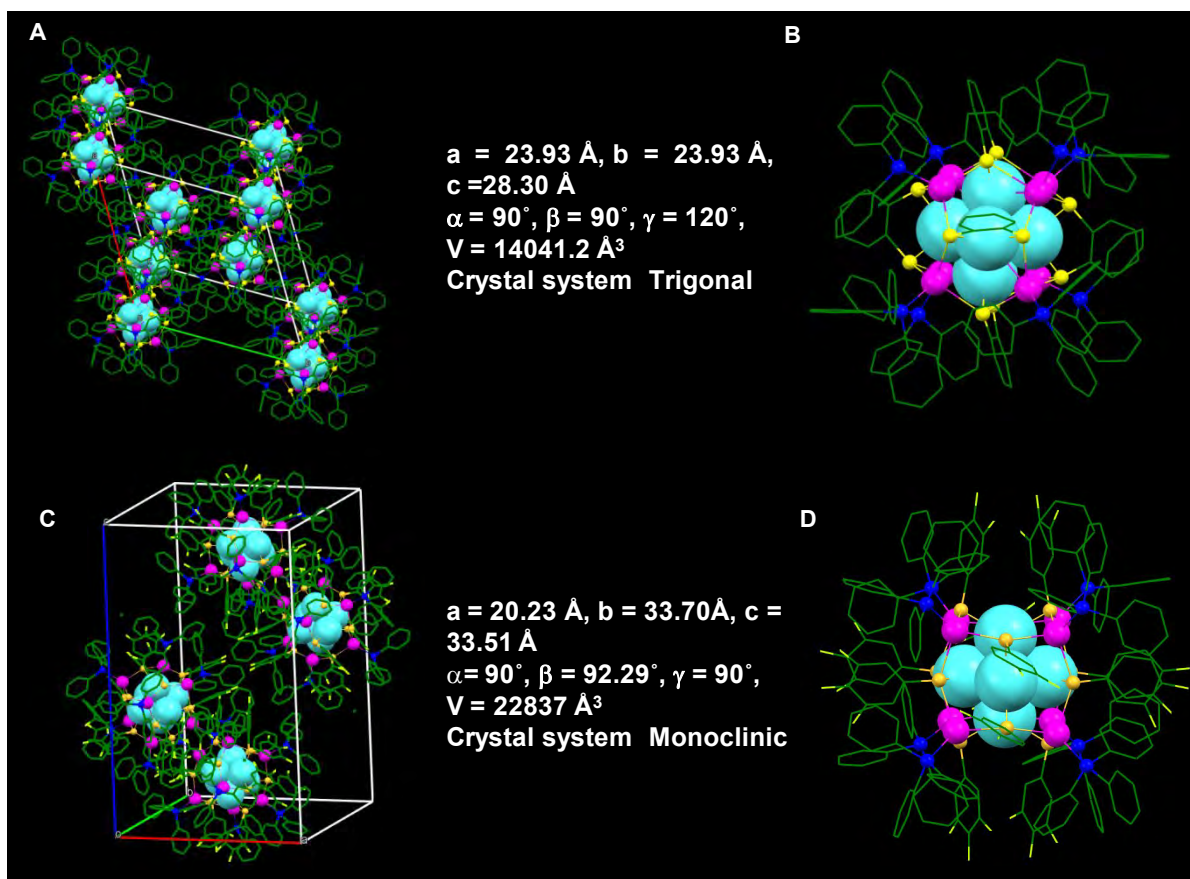 A
B
a = 23.93 Å, b = 23.93 Å,
c =28.30 Å
α = 90˚, β = 90˚, γ = 120˚,
V = 14041.2 Å³
Crystal system Trigonal
C
D
a = 20.23 Å, b = 33.70Å, c =
33.51 Å
α= 90˚, β = 92.29˚, γ = 90˚,
V = 22837 Å³
Crystal system Monoclinic